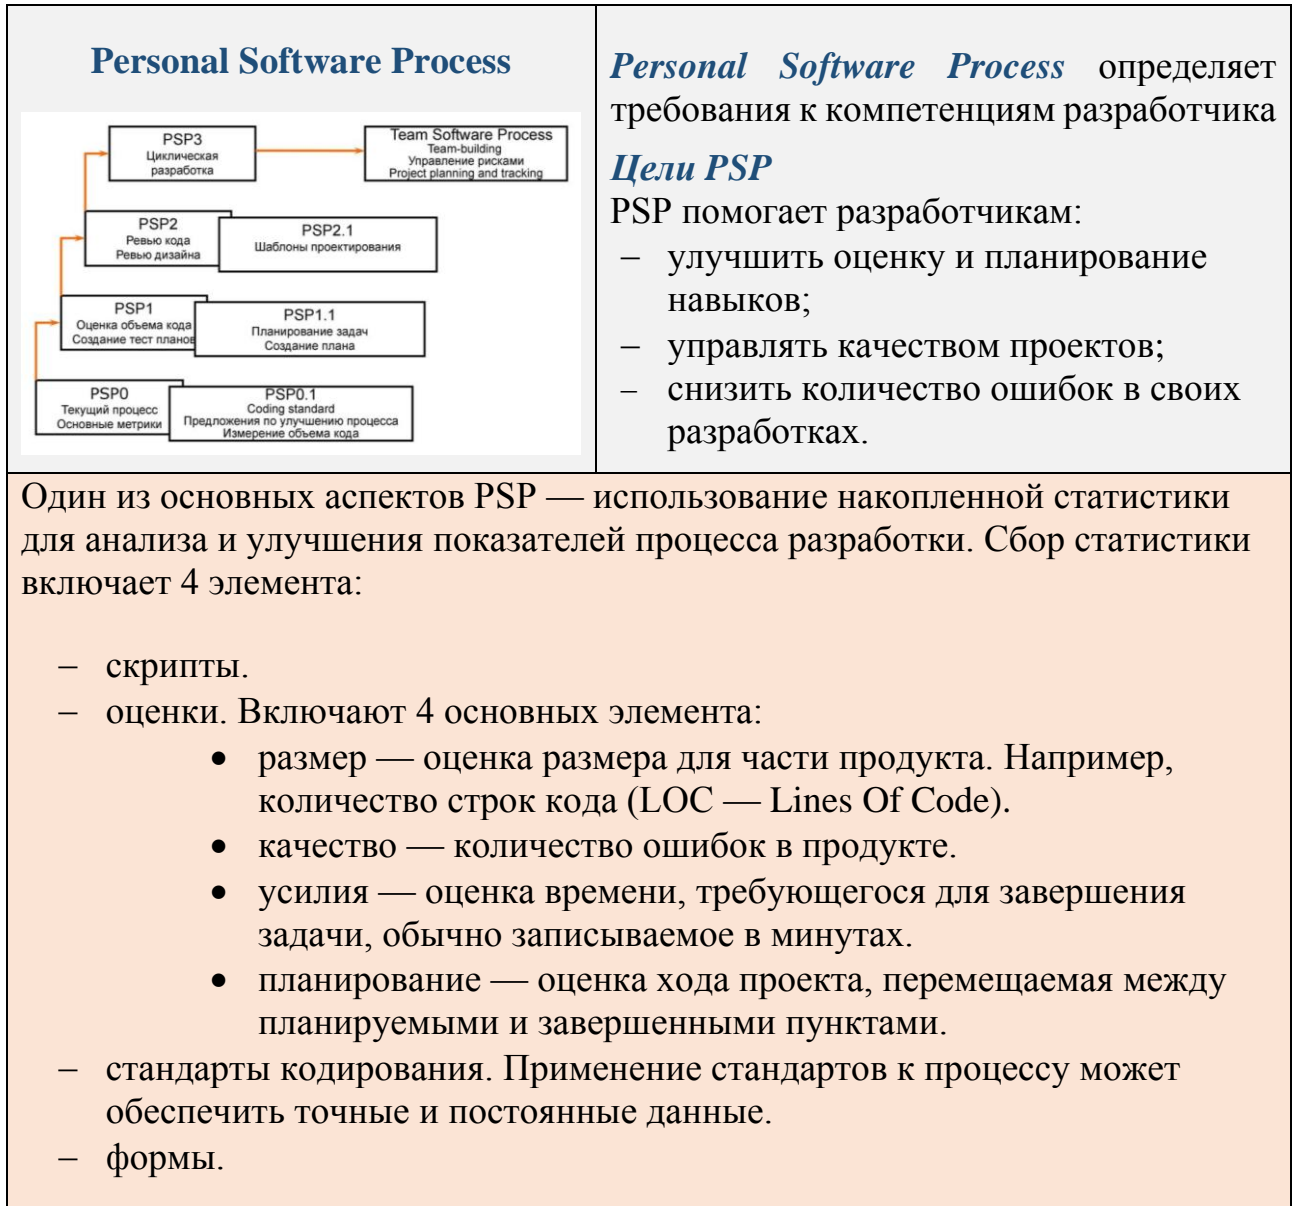 Personal Software Process
PSP3
Циклическая
разработка
Team Software Process
Team-building
Управление рисками
Project planning and tracking
PSP2
Ревью кода
Ревью дизайна
PSP2.1
Шаблоны проектирования
PSP1
Оценка объема кода
Создание тест планов
PSP1.1
Планирование задач
Создание плана
PSP0
Текущий процесс
Основные метрики
PSP0.1
Coding standard
Предложения по улучшению процесса
Измерение объема кода
Personal Software Process определяет
требования к компетенциям разработчика
Цели PSP
PSP помогает разработчикам:
– улучшить оценку и планирование
навыков;
– управлять качеством проектов;
– снизить количество ошибок в своих
разработках.
Один из основных аспектов PSP — использование накопленной статистики
для анализа и улучшения показателей процесса разработки. Сбор статистики
включает 4 элемента:
– скрипты.
– оценки. Включают 4 основных элемента:
• размер — оценка размера для части продукта. Например,
количество строк кода (LOC — Lines Of Code).
• качество — количество ошибок в продукте.
• усилия — оценка времени, требующегося для завершения
задачи, обычно записываемое в минутах.
• планирование — оценка хода проекта, перемещаемая между
планируемыми и завершенными пунктами.
– стандарты кодирования. Применение стандартов к процессу может
обеспечить точные и постоянные данные.
– формы.